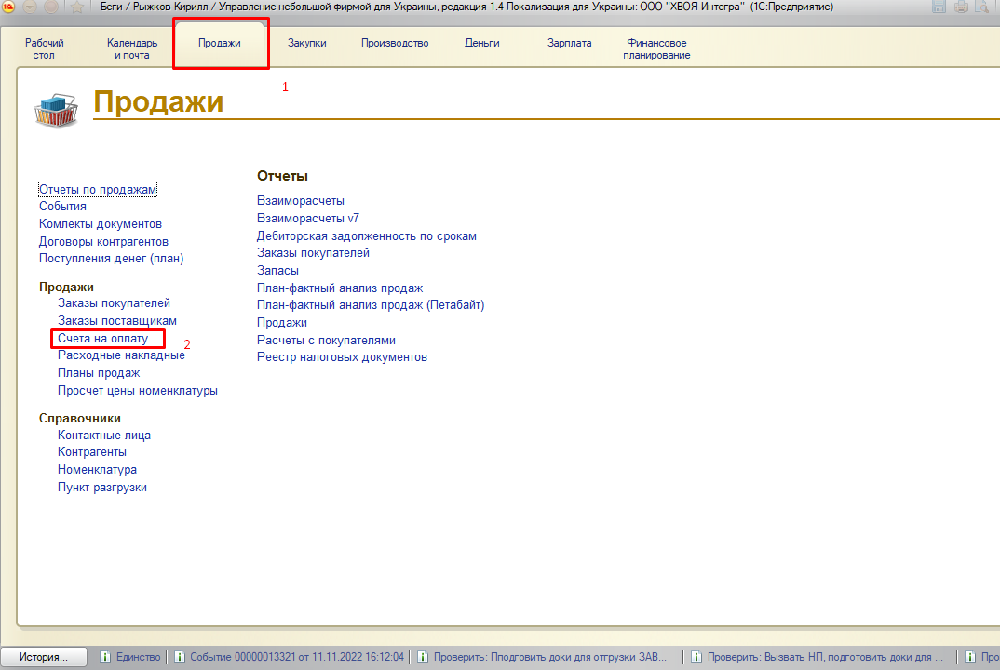 Беги / Рыжков Кирилл / Управление небольшой фирмой для Украины, редакция 1.4 Локализация для Украины: ООО "ХВОЯ Интегра" (1С:Предприятие)
Рабочий стол
Календарь и почта
Продажи
Закупки
Производство
Деньги
Зарплата
Финансовое планирование
1
Продажи
Отчеты по продажам
События
Комлекты документов
Договоры контрагентов
Поступления денег (план)
Продажи
Заказы покупателей
Заказы поставщикам
Счета на оплату
2
Расходные накладные
Планы продаж
Просчет цены номенклатуры
Справочники
Контактные лица
Контрагенты
Номенклатура
Пункт разгрузки
Отчеты
Взаиморасчеты
Взаиморасчеты v7
Дебиторская задолженность по срокам
Заказы покупателей
Запасы
План-фактный анализ продаж
План-фактный анализ продаж (Петабайт)
Продажи
Расчеты с покупателями
Реестр налоговых документов
История...
Единство
Событие 00000013321 от 11.11.2022 16:12:04
Проверить: Пподговить доки для отгрузки ЗАВ...
Проверить: Вызвать НП, подготовить доки для ...
Про